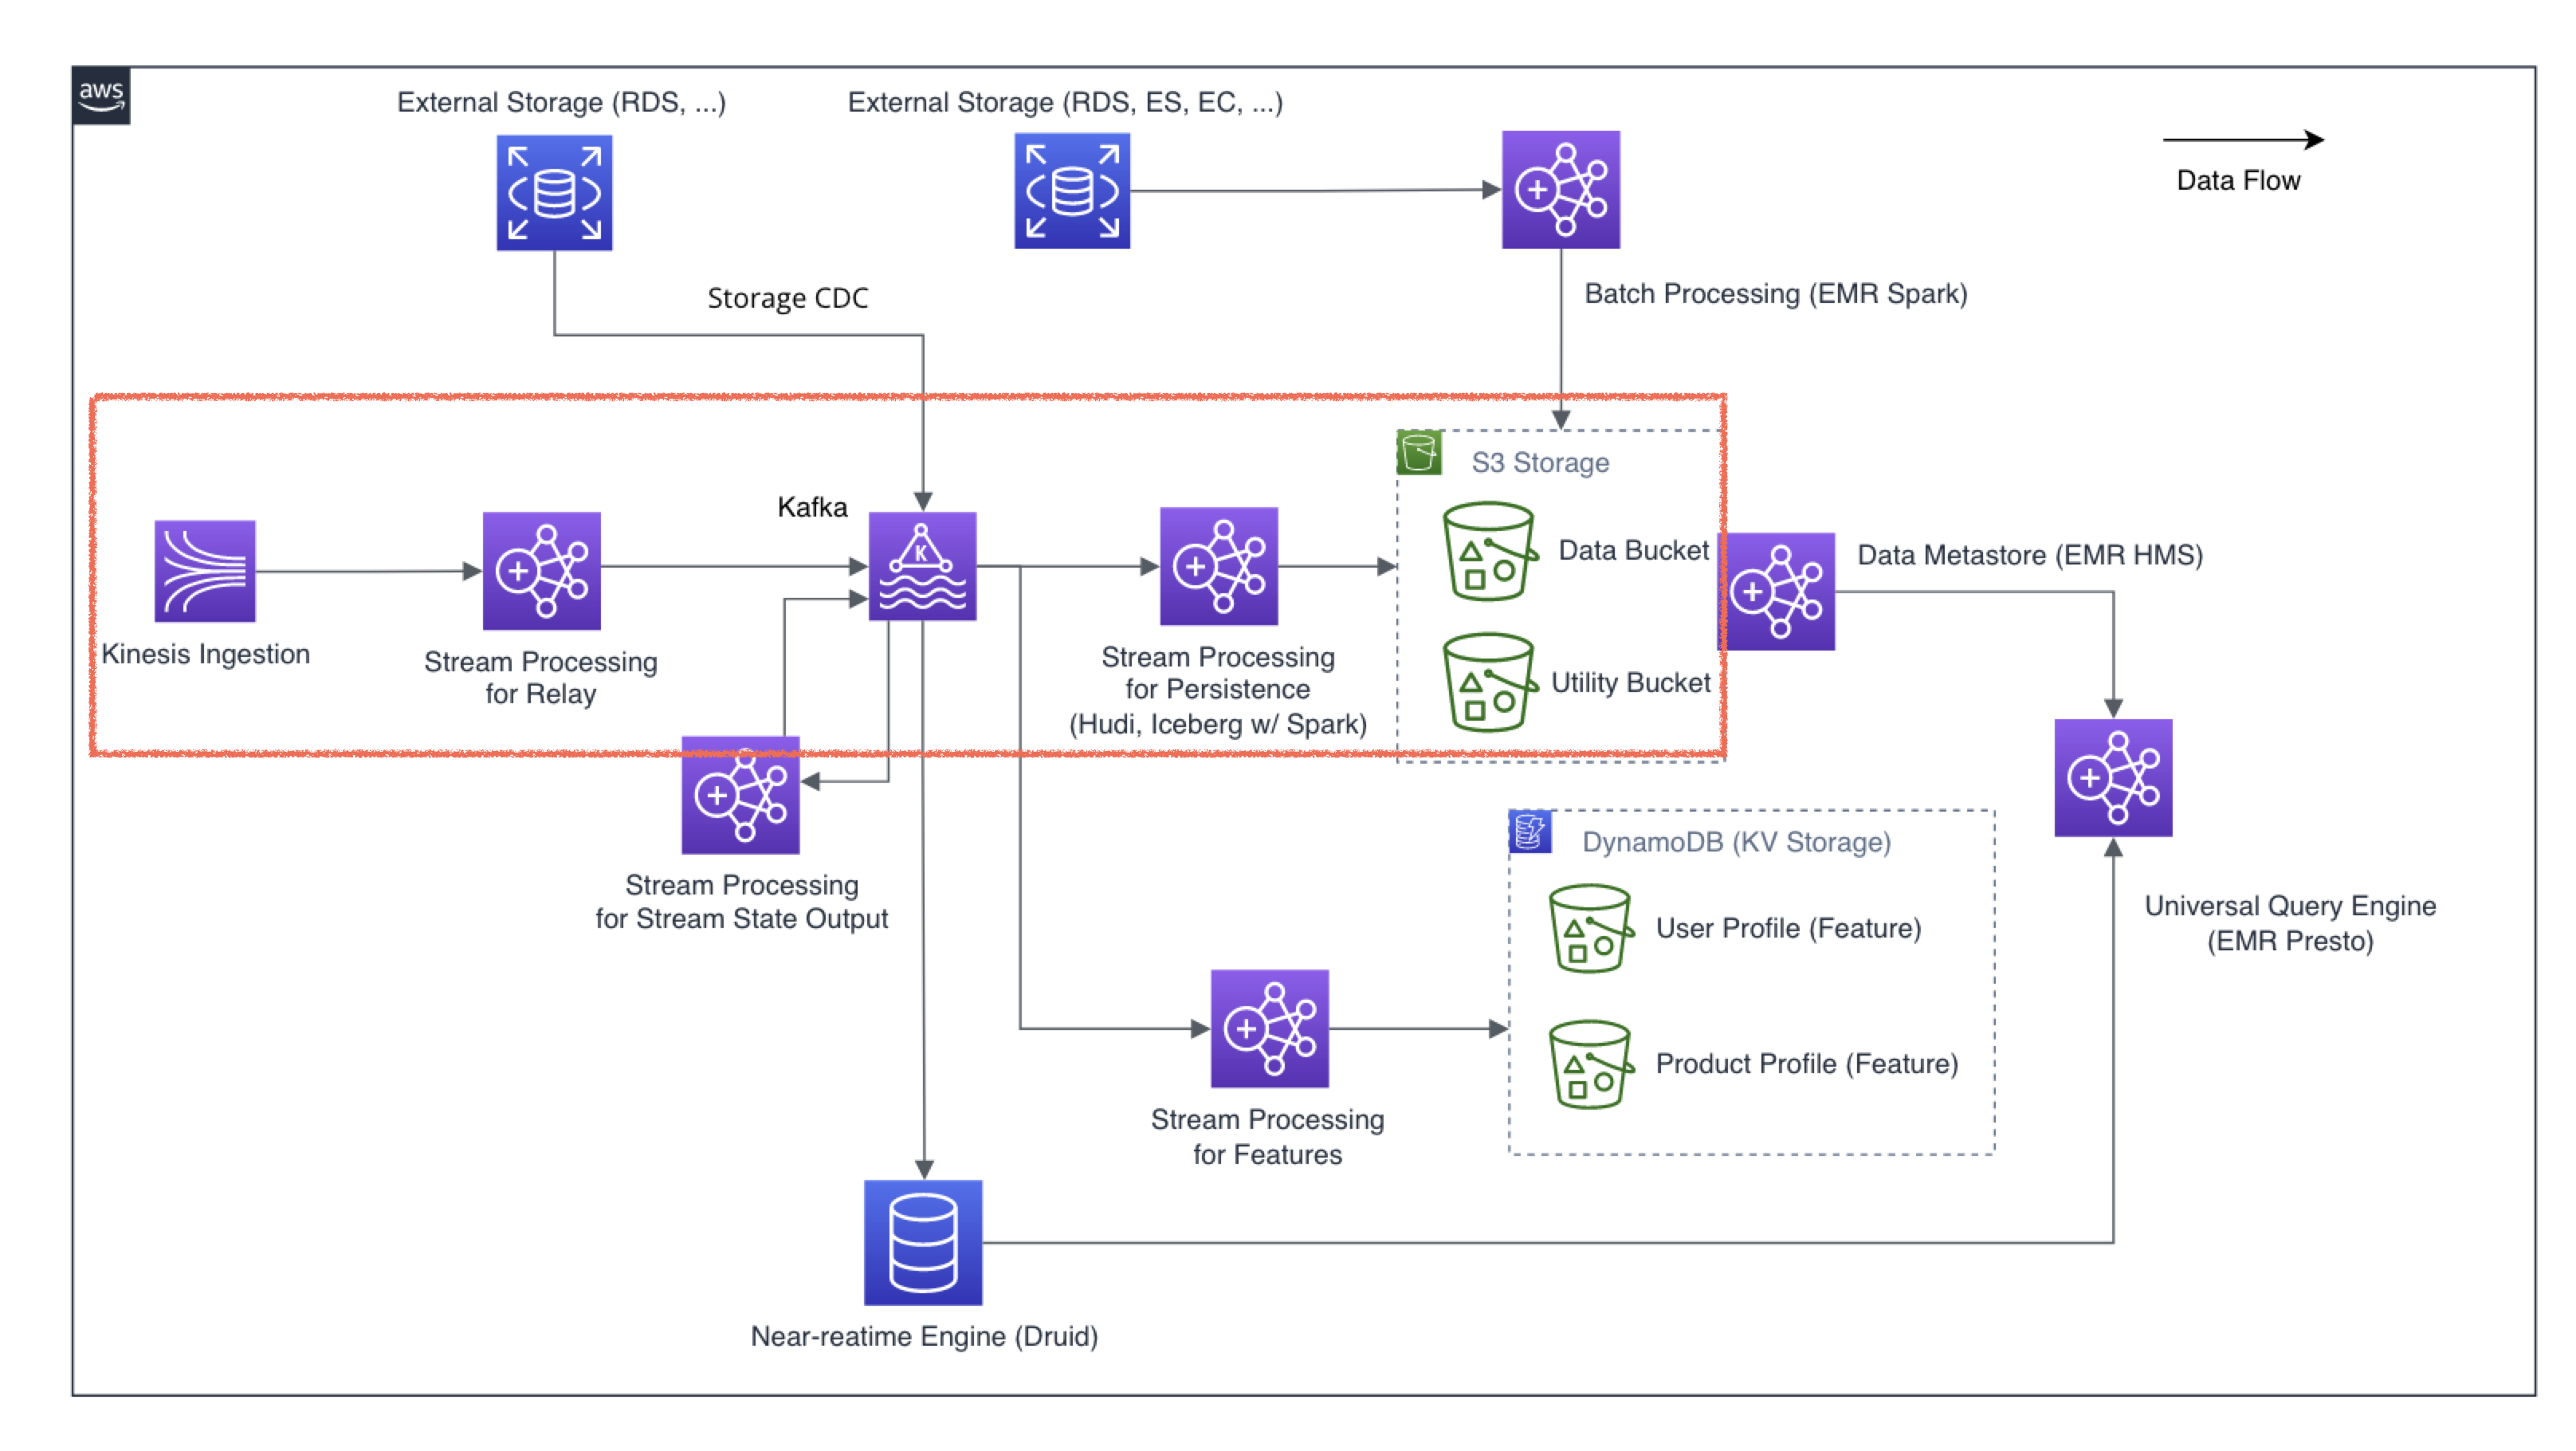 aws
External Storage (RDS, ...)
External Storage (RDS, ES, EC, ...)
Data Flow
Storage CDC
Batch Processing (EMR Spark)
S3 Storage
Kafka
K
Data Bucket
Data Metastore (EMR HMS)
Kinesis Ingestion
Stream Processing
for Relay
Stream Processing
for Persistence
(Hudi, Iceberg w/ Spark)
Utility Bucket
Stream Processing
for Stream State Output
DynamoDB (KV Storage)
User Profile (Feature)
Universal Query Engine
(EMR Presto)
Product Profile (Feature)
Stream Processing
for Features
Near-reatime Engine (Druid)